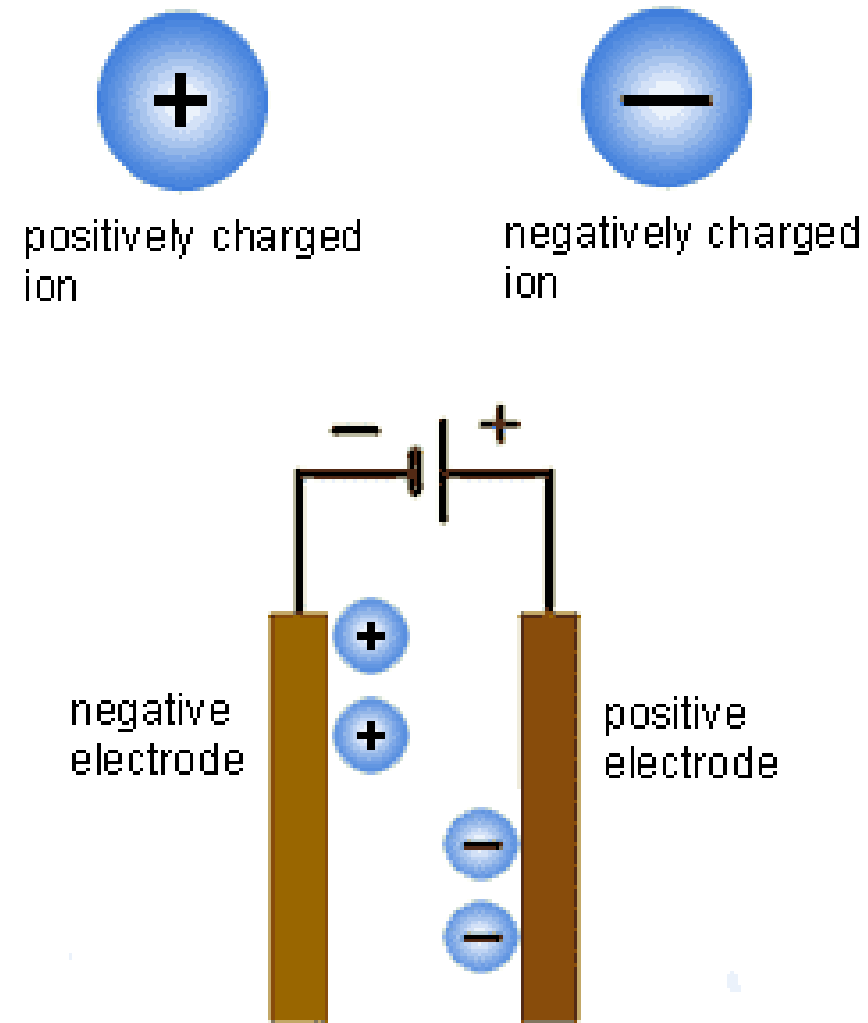 +
—
positively charged
ion
negatively charged
ion
— +
+
+
negative
electrode
positive
electrode
—
—